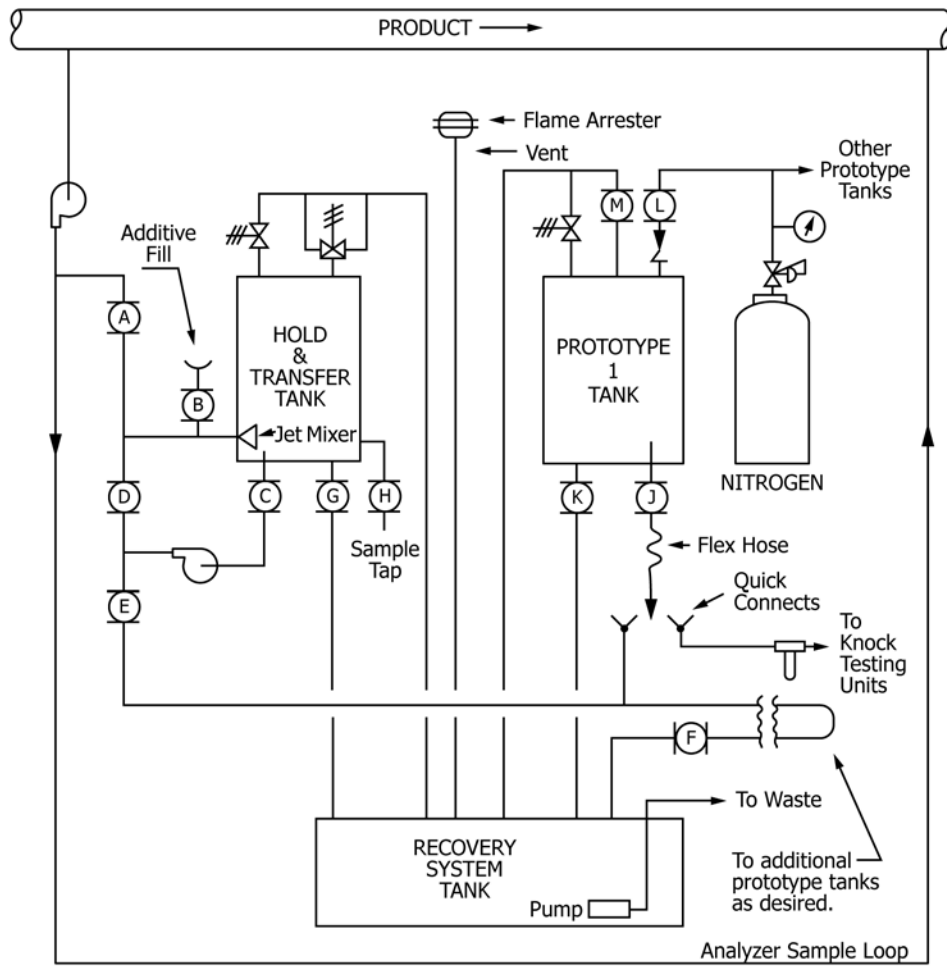 PRODUCT
Flame Arrester
Vent
Other
Prototype
Tanks
M
L
Additive
Fill
A
HOLD
&
TRANSFER
TANK
PROTOTYPE
1
TANK
B
Jet Mixer
NITROGEN
D
C
G
H
K
J
Sample
Tap
Flex Hose
Quick
Connects
E
To
Knock
Testing
Units
F
To Waste
RECOVERY
SYSTEM
TANK
Pump
To additional
prototype tanks
as desired.
Analyzer Sample Loop